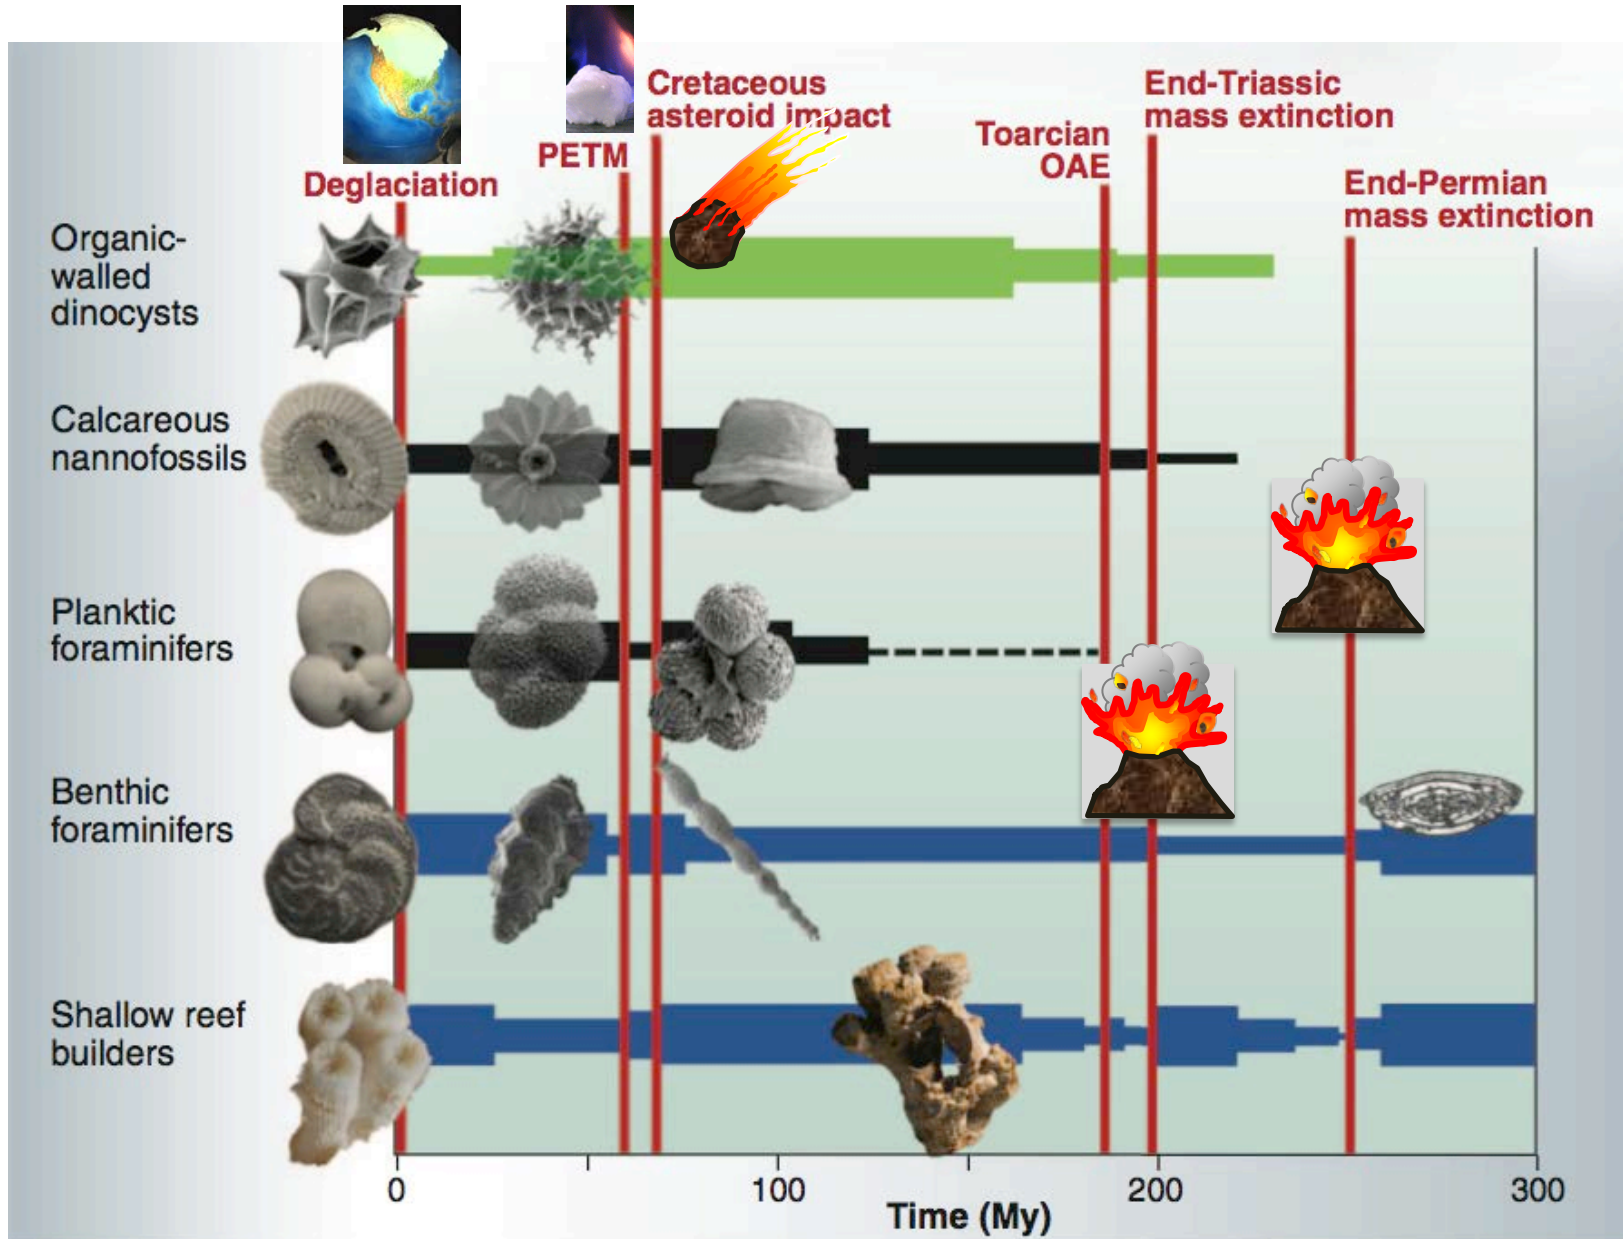 Cretaceous
asteroid impact
End-Triassic
mass extinction
Toarcian
OAE
PETM
Deglaciation
End-Permian
mass extinction
Organic-
walled
dinocysts
Calcareous
nannofossils
Planktic
foraminifers
Benthic
foraminifers
Shallow reef
builders
0
100
200
300
Time (My)